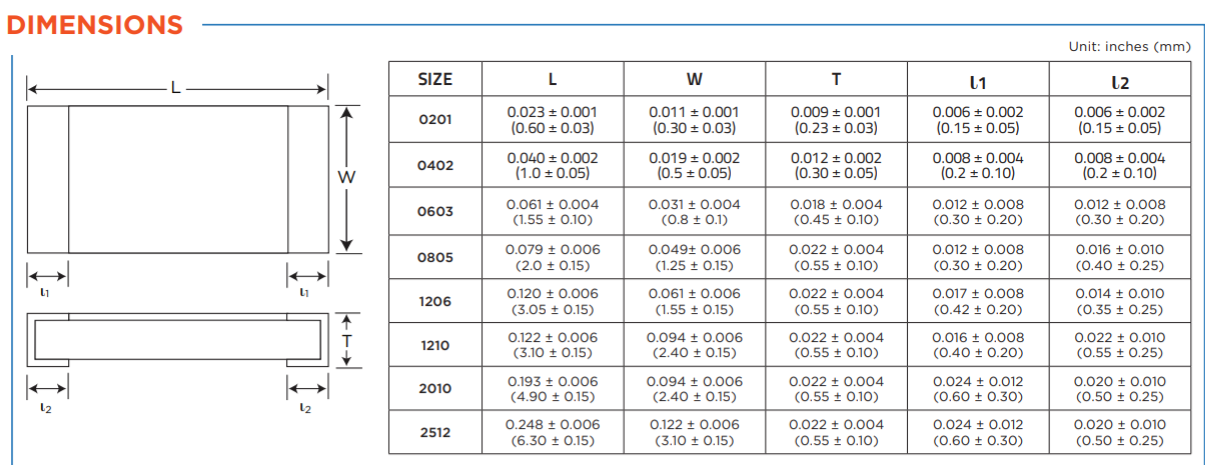 DIMENSIONS
Unit: inches (mm)
L
W
l1
l1
T
l2
l2
SIZE L W T l1 l2
0201 0.023 ± 0.001 0.011 ± 0.001 0.009 ± 0.001 0.006 ± 0.002 0.006 ± 0.002
(0.60 ± 0.03) (0.30 ± 0.03) (0.23 ± 0.03) (0.15 ± 0.05) (0.15 ± 0.05)
0402 0.040 ± 0.002 0.019 ± 0.002 0.012 ± 0.002 0.008 ± 0.004 0.008 ± 0.004
(1.0 ± 0.05) (0.5 ± 0.05) (0.30 ± 0.05) (0.2 ± 0.10) (0.2 ± 0.10)
0603 0.061 ± 0.004 0.031 ± 0.004 0.018 ± 0.004 0.012 ± 0.008 0.012 ± 0.008
(1.55 ± 0.10) (0.8 ± 0.1) (0.45 ± 0.10) (0.30 ± 0.20) (0.30 ± 0.20)
0805 0.079 ± 0.006 0.049± 0.006 0.022 ± 0.004 0.012 ± 0.008 0.016 ± 0.010
(2.0 ± 0.15) (1.25 ± 0.15) (0.55 ± 0.10) (0.30 ± 0.20) (0.40 ± 0.25)
1206 0.120 ± 0.006 0.061 ± 0.006 0.022 ± 0.004 0.017 ± 0.008 0.014 ± 0.010
(3.05 ± 0.15) (1.55 ± 0.15) (0.55 ± 0.10) (0.42 ± 0.20) (0.35 ± 0.25)
1210 0.122 ± 0.006 0.094 ± 0.006 0.022 ± 0.004 0.016 ± 0.008 0.022 ± 0.010
(3.10 ± 0.15) (2.40 ± 0.15) (0.55 ± 0.10) (0.40 ± 0.20) (0.55 ± 0.25)
2010 0.193 ± 0.006 0.094 ± 0.006 0.022 ± 0.004 0.024 ± 0.012 0.020 ± 0.010
(4.90 ± 0.15) (2.40 ± 0.15) (0.55 ± 0.10) (0.60 ± 0.30) (0.50 ± 0.25)
2512 0.248 ± 0.006 0.122 ± 0.006 0.022 ± 0.004 0.024 ± 0.012 0.020 ± 0.010
(6.30 ± 0.15) (3.10 ± 0.15) (0.55 ± 0.10) (0.60 ± 0.30) (0.50 ± 0.25)